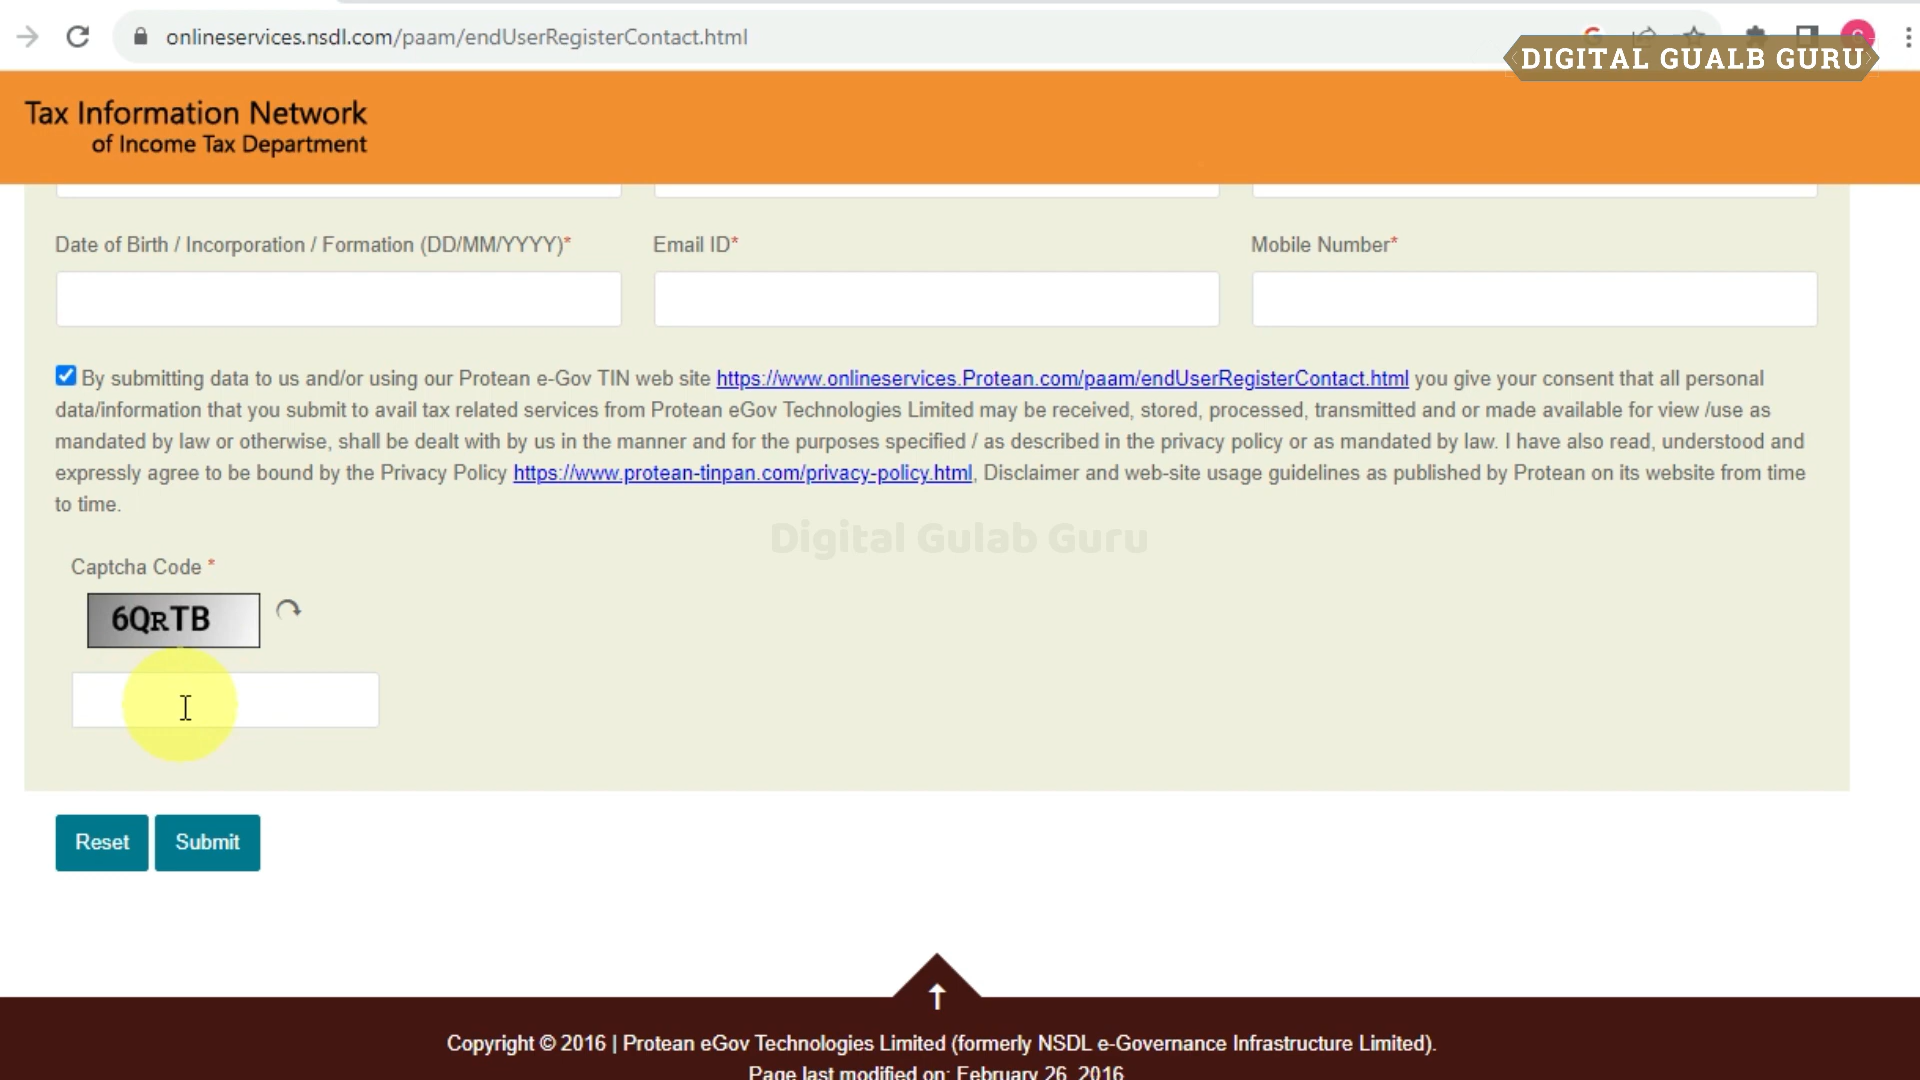 onlineservices.nsdl.com/paam/endUserRegisterContact.html
DIGITAL GUALB GURU
Tax Information Network
of Income Tax Department
Date of Birth / Incorporation / Formation (DD/MM/YYYY)* Email ID* Mobile Number*
By submitting data to us and/or using our Protean e-Gov TIN web site https://www.onlineservices.Protean.com/paam/endUserRegisterContact.html you give your consent that all personal
data/information that you submit to avail tax related services from Protean eGov Technologies Limited may be received, stored, processed, transmitted and or made available for view /use as
mandated by law or otherwise, shall be dealt with by us in the manner and for the purposes specified / as described in the privacy policy or as mandated by law. I have also read, understood and
expressly agree to be bound by the Privacy Policy https://www.protean-tinpan.com/privacy-policy.html, Disclaimer and web-site usage guidelines as published by Protean on its website from time
to time.
Digital Gulab Guru
Captcha Code *
6QRTB
Reset Submit
Copyright © 2016 | Protean eGov Technologies Limited (formerly NSDL e-Governance Infrastructure Limited).
Page last modified on: February 26, 2016